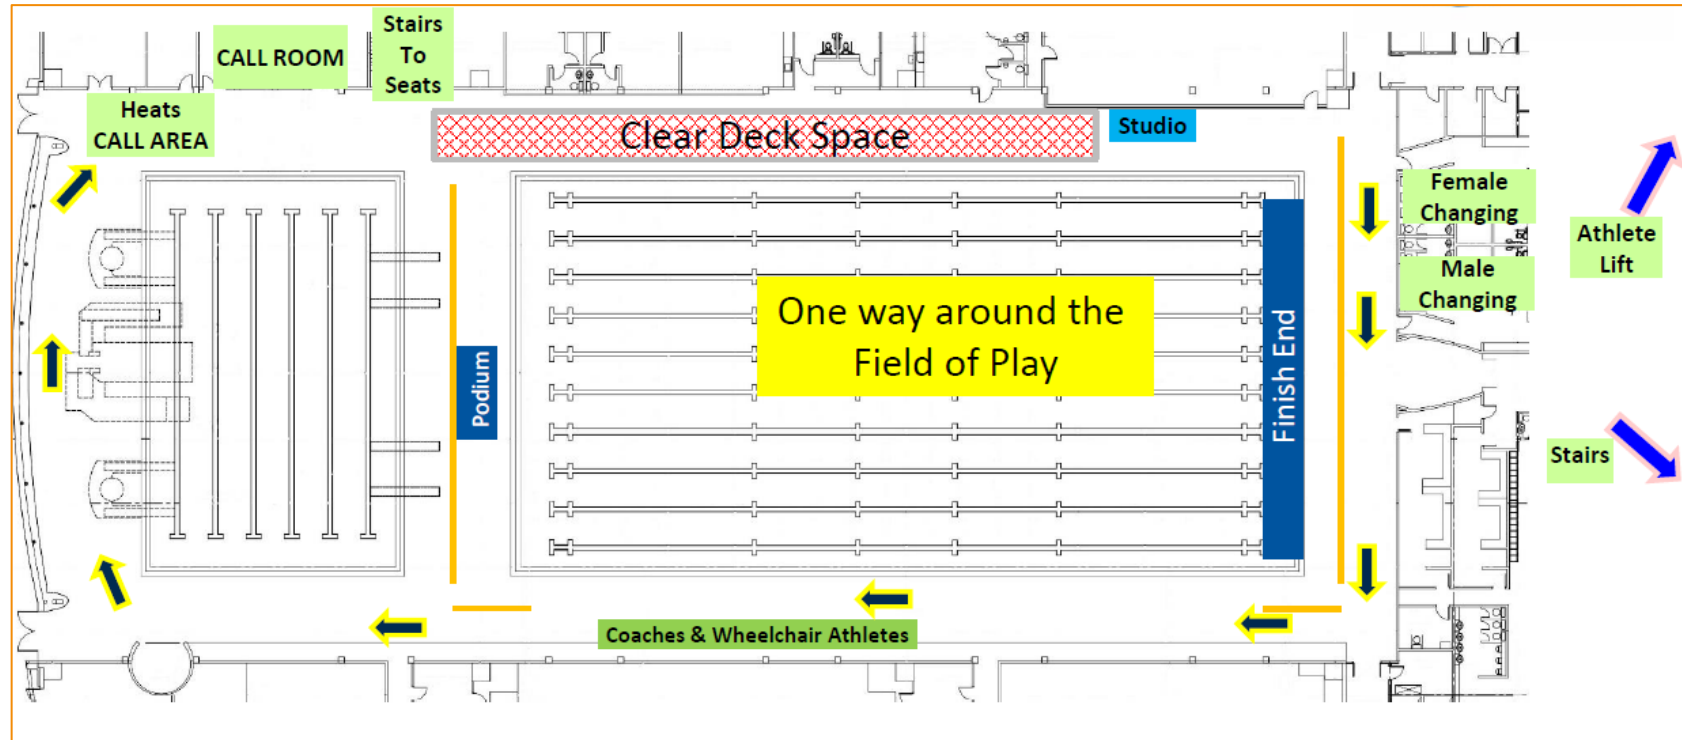 Stairs
To
Seats
CALL ROOM
Heats
CALL AREA
Clear Deck Space
Studio
Female
Changing
Athlete
Lift
Male
Changing
One way around the
Field of Play
Podium
Finish End
Stairs
Coaches & Wheelchair Athletes